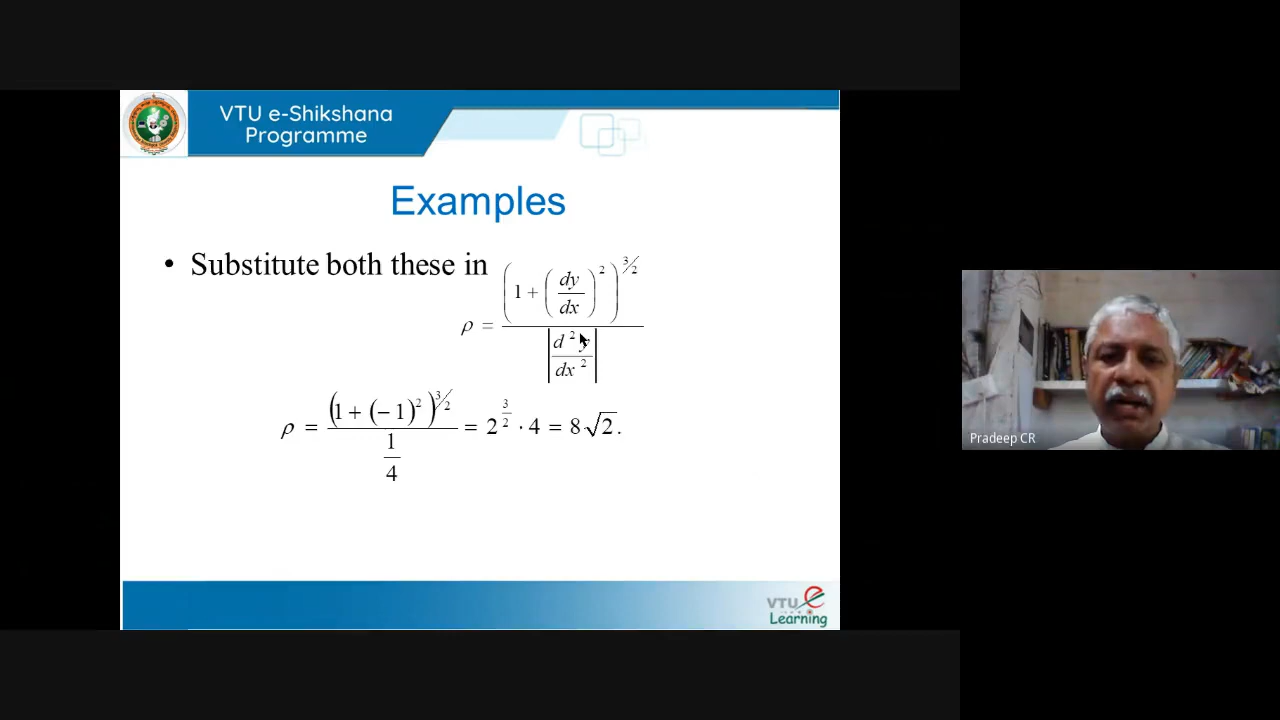 VTU e-Shikshana
Programme
Examples
• Substitute both these in
ρ = (1 + (dy/dx)²)^(3/2) / |d²y/dx²|
ρ = (1 + (−1)²)^(3/2) / (1/4) = 2^(3/2) · 4 = 8√2.
Pradeep CR
VTU e
Learning